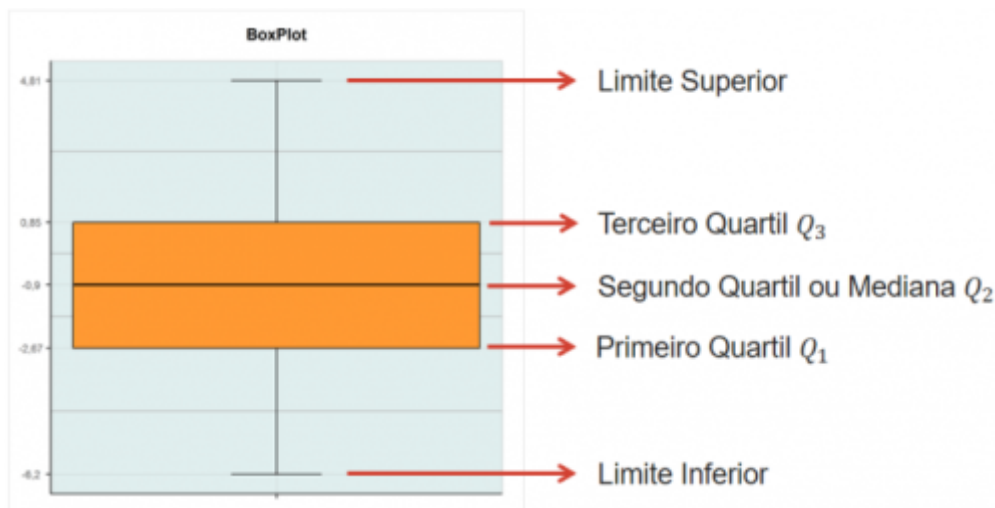 BoxPlot
4,81
Limite Superior
0,85
Terceiro Quartil Q₃
-0,9
Segundo Quartil ou Mediana Q₂
-2,67
Primeiro Quartil Q₁
-6,2
Limite Inferior